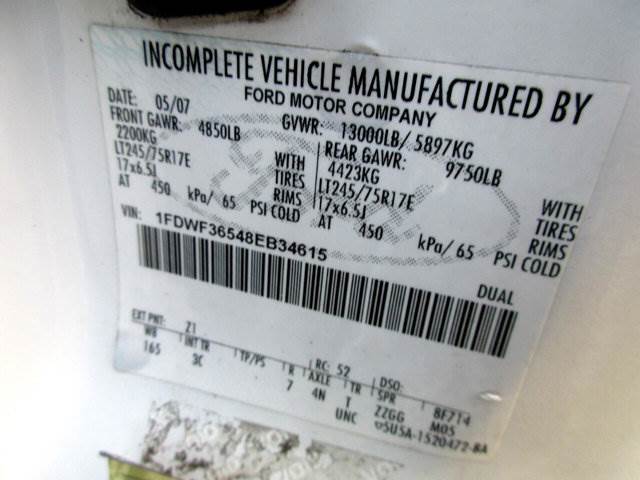 INCOMPLETE VEHICLE MANUFACTURED BY
FORD MOTOR COMPANY
DATE: 05/07 GVWR: 13000LB/ 5897KG
FRONT GAWR: 4850LB REAR GAWR: 9750LB
2200KG WITH 4423KG WITH
LT245/75R17E TIRES LT245/75R17E TIRES
17x6.5J RIMS 17x6.5J RIMS
AT 450 kPa/ 65 PSI COLD AT 450 kPa/ 65 PSI COLD
VIN: 1FDWF36548EB34615
DUAL
EXT PNT: Z1 RC: 52 DSO:
WB INT TR TP/PS R AXLE TR SPR 8F714
165 3C 7 4N T ZZGG M05
UNC 5U5A-1520472-BA